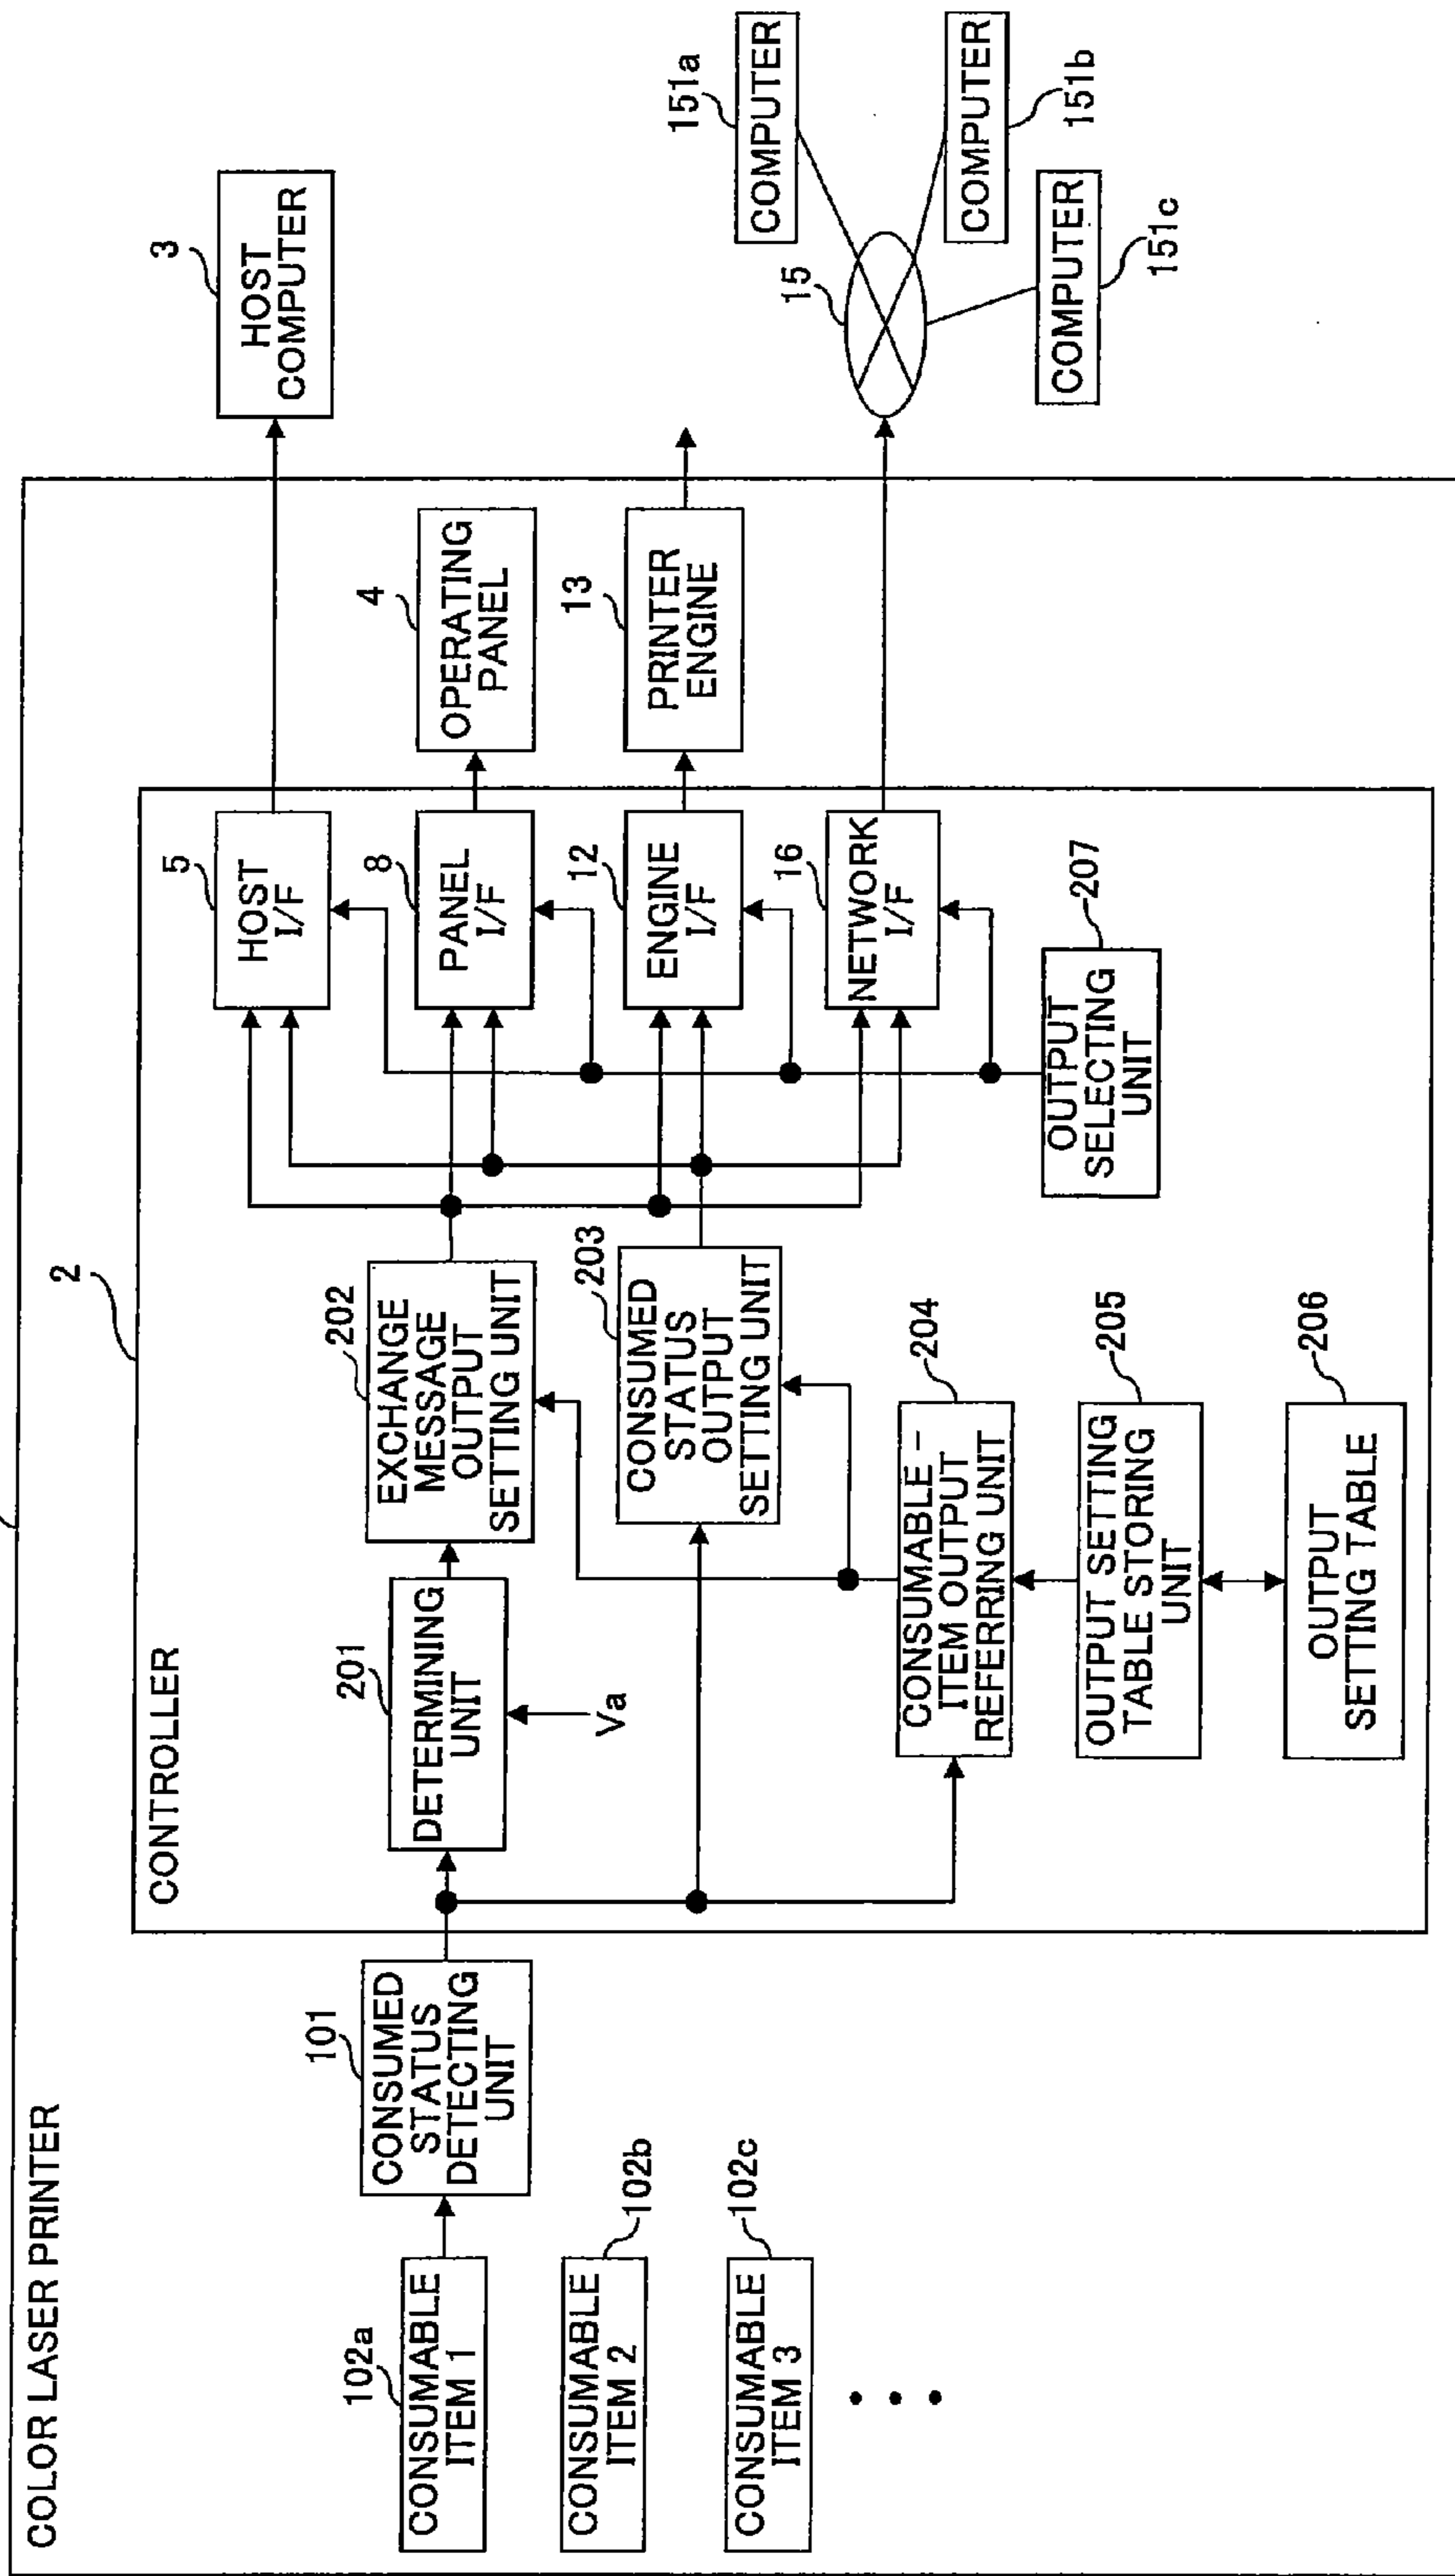 COLOR LASER PRINTER
102a
CONSUMABLE
ITEM 1
102b
CONSUMABLE
ITEM 2
102c
CONSUMABLE
ITEM 3
101
CONSUMED
STATUS
DETECTING
UNIT
2
CONTROLLER
201
DETERMINING
UNIT
Va
202
EXCHANGE
MESSAGE
OUTPUT
SETTING UNIT
203
CONSUMED
STATUS
OUTPUT
SETTING UNIT
204
CONSUMABLE-
ITEM OUTPUT
REFERRING UNIT
205
OUTPUT SETTING
TABLE STORING
UNIT
206
OUTPUT
SETTING TABLE
5
HOST
I/F
8
PANEL
I/F
12
ENGINE
I/F
16
NETWORK
I/F
207
OUTPUT
SELECTING
UNIT
4
OPERATING
PANEL
13
PRINTER
ENGINE
3
HOST
COMPUTER
15
151a
COMPUTER
COMPUTER
151b
COMPUTER
151c